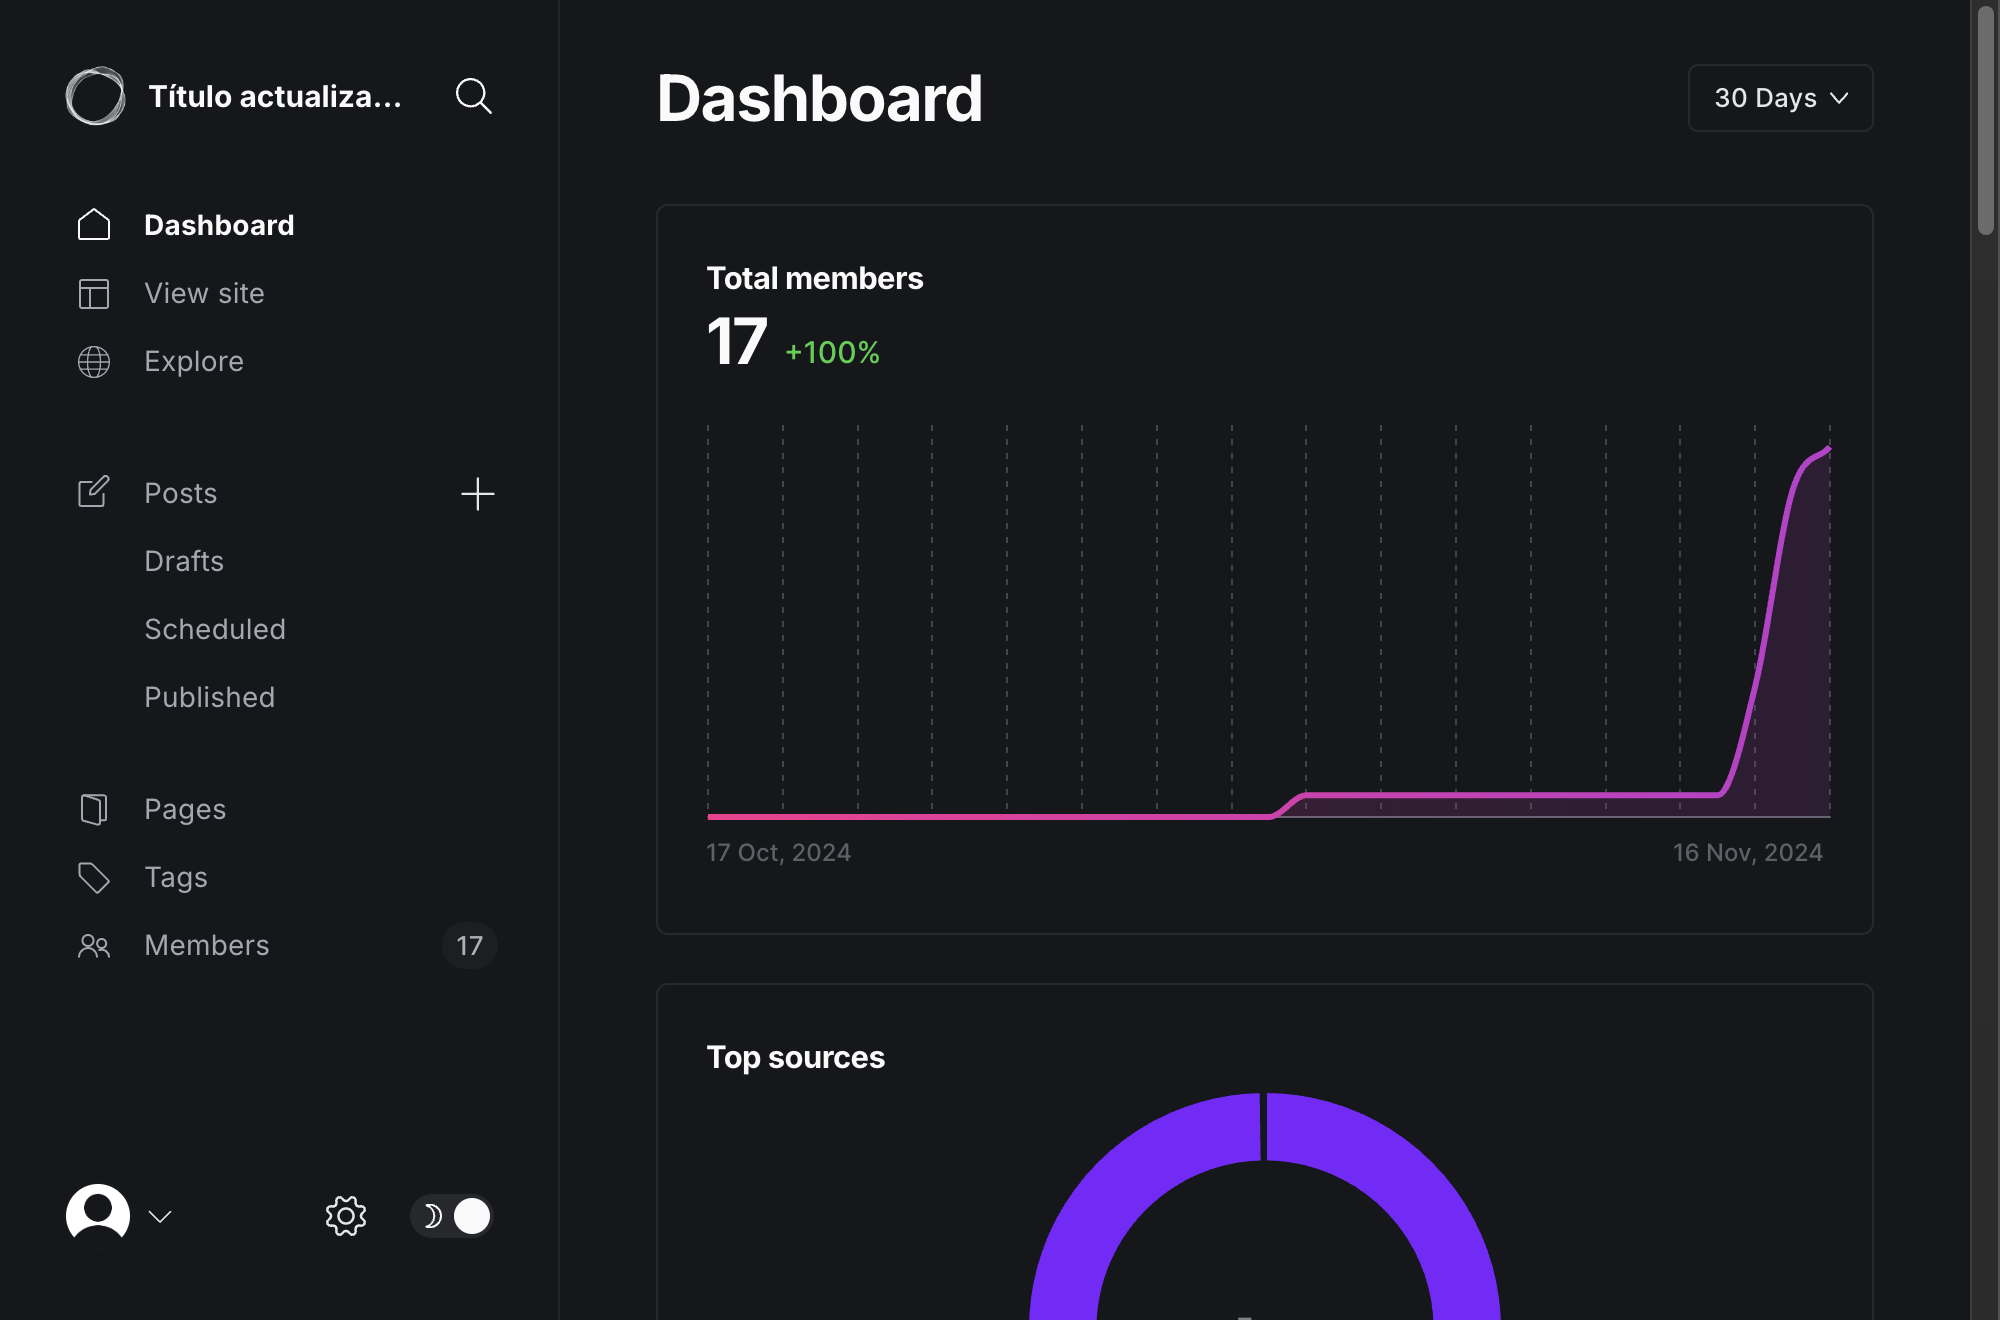 Título actualiza...
Dashboard
View site
Explore
Posts
Drafts
Scheduled
Published
Pages
Tags
Members
17
Dashboard
30 Days
Total members
17 +100%
17 Oct, 2024
16 Nov, 2024
Top sources